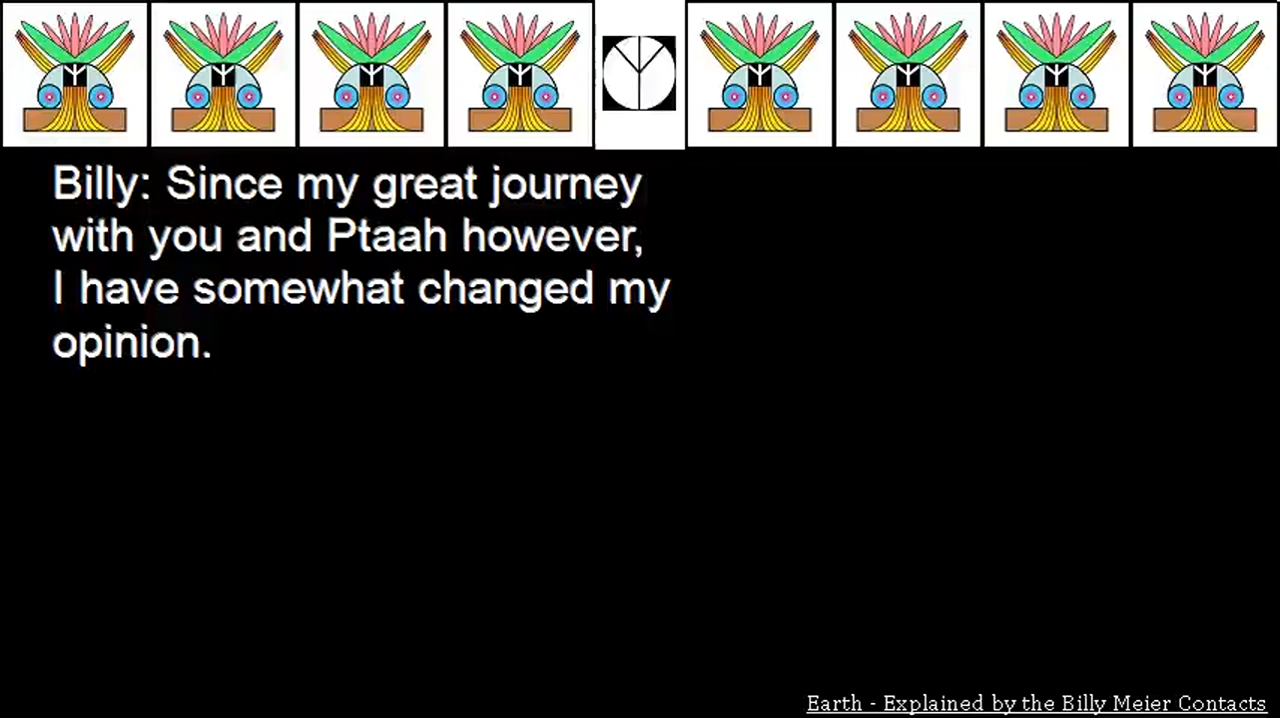 Billy: Since my great journey
with you and Ptaah however,
I have somewhat changed my
opinion.
Earth - Explained by the Billy Meier Contacts